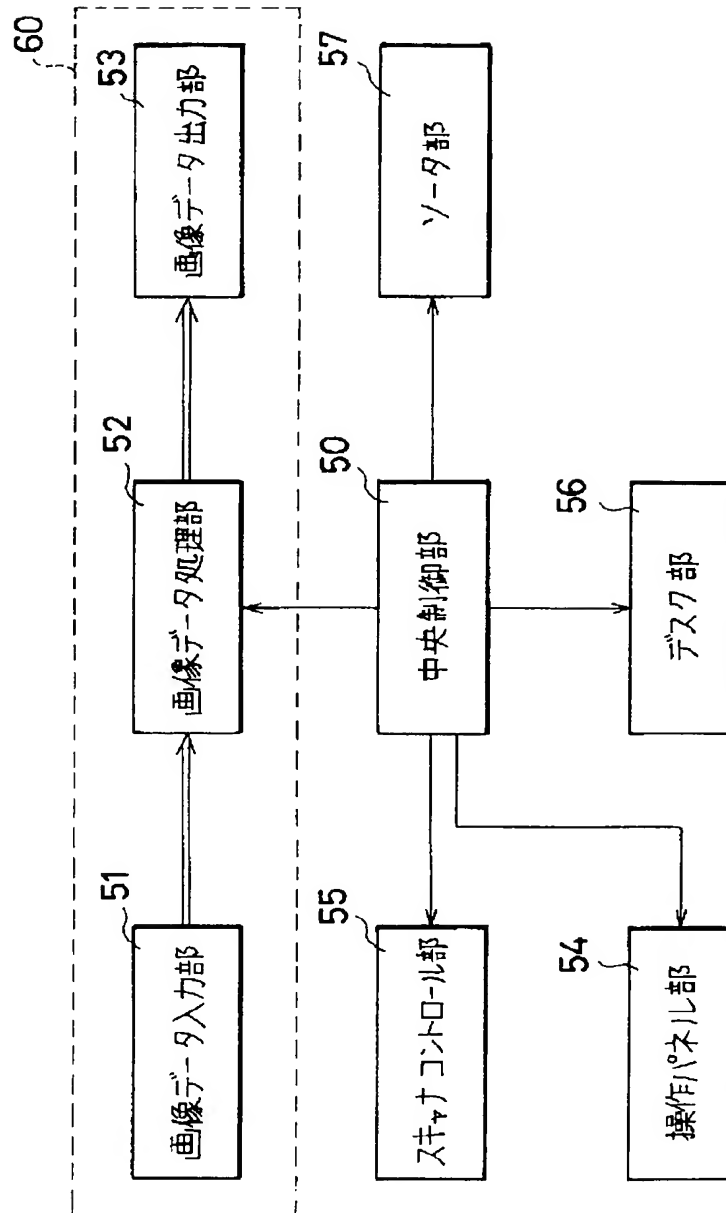 60
51
画像データ入力部
52
画像データ処理部
53
画像データ出力部
55
スキャナコントロール部
50
中央制御部
57
ソータ部
54
操作パネル部
56
デスク部